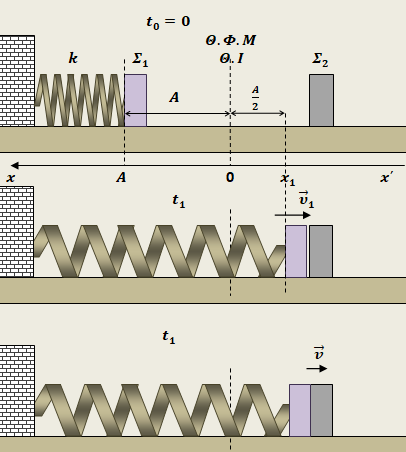 t₀ = 0
Θ.Φ.Μ
k Σ₁ Θ.Ι Σ₂
A A/2
x A 0 x₁ x′
t₁ v⃗₁
t₁ v⃗